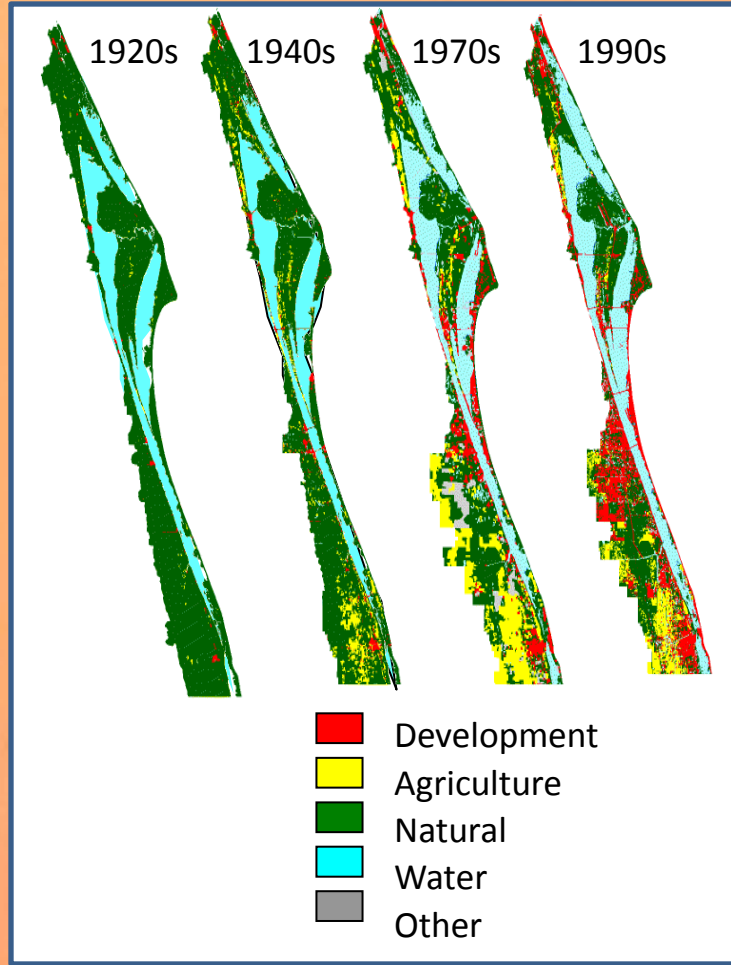 1920s 1940s 1970s 1990s
Development
Agriculture
Natural
Water
Other